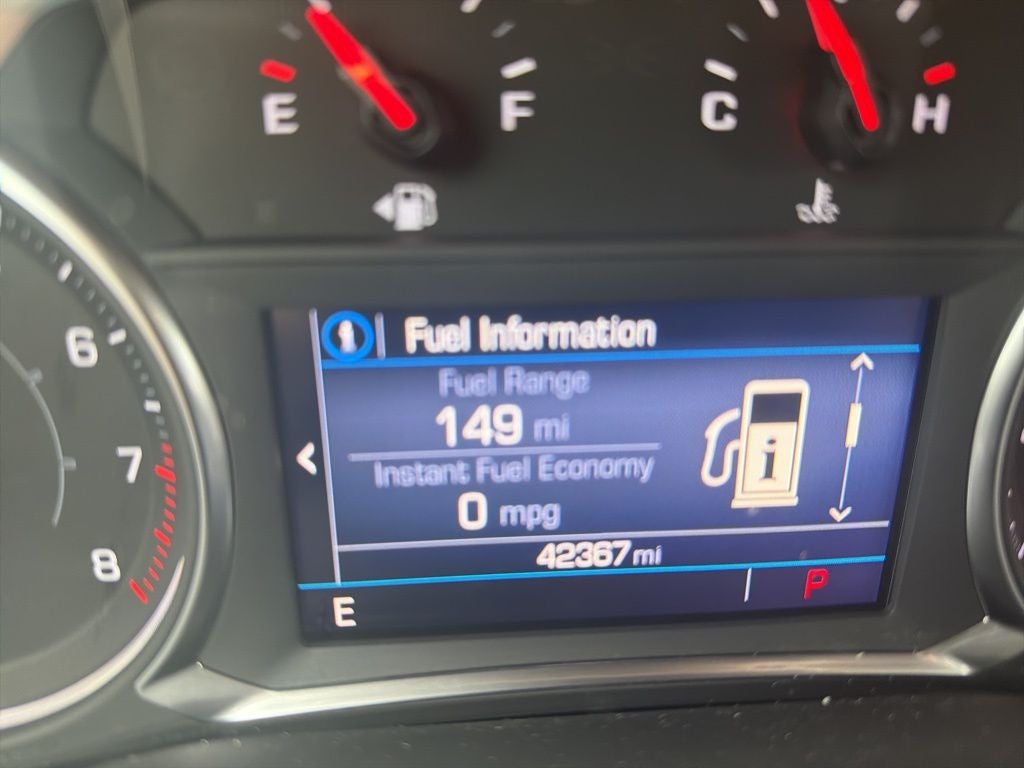 E F C H
i Fuel Information
Fuel Range
149 mi
Instant Fuel Economy
i
0 mpg
42367 mi
E P
6
7
8